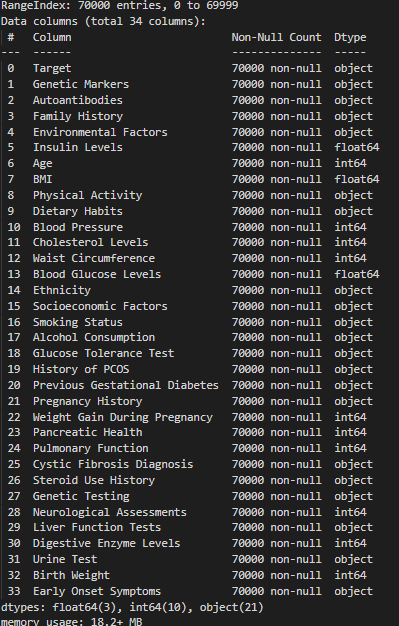 RangeIndex: 70000 entries, 0 to 69999
Data columns (total 34 columns):
 #   Column                         Non-Null Count  Dtype
---  ------                         --------------  -----
 0   Target                         70000 non-null  object
 1   Genetic Markers                70000 non-null  object
 2   Autoantibodies                 70000 non-null  object
 3   Family History                 70000 non-null  object
 4   Environmental Factors          70000 non-null  object
 5   Insulin Levels                 70000 non-null  float64
 6   Age                            70000 non-null  int64
 7   BMI                            70000 non-null  float64
 8   Physical Activity              70000 non-null  object
 9   Dietary Habits                 70000 non-null  object
 10  Blood Pressure                 70000 non-null  int64
 11  Cholesterol Levels             70000 non-null  int64
 12  Waist Circumference            70000 non-null  int64
 13  Blood Glucose Levels           70000 non-null  float64
 14  Ethnicity                      70000 non-null  object
 15  Socioeconomic Factors          70000 non-null  object
 16  Smoking Status                 70000 non-null  object
 17  Alcohol Consumption            70000 non-null  object
 18  Glucose Tolerance Test         70000 non-null  object
 19  History of PCOS                70000 non-null  object
 20  Previous Gestational Diabetes  70000 non-null  object
 21  Pregnancy History              70000 non-null  object
 22  Weight Gain During Pregnancy   70000 non-null  int64
 23  Pancreatic Health              70000 non-null  int64
 24  Pulmonary Function             70000 non-null  int64
 25  Cystic Fibrosis Diagnosis      70000 non-null  object
 26  Steroid Use History            70000 non-null  object
 27  Genetic Testing                70000 non-null  object
 28  Neurological Assessments       70000 non-null  int64
 29  Liver Function Tests           70000 non-null  object
 30  Digestive Enzyme Levels        70000 non-null  int64
 31  Urine Test                     70000 non-null  object
 32  Birth Weight                   70000 non-null  int64
 33  Early Onset Symptoms           70000 non-null  object
dtypes: float64(3), int64(10), object(21)
memory usage: 18.2+ MB